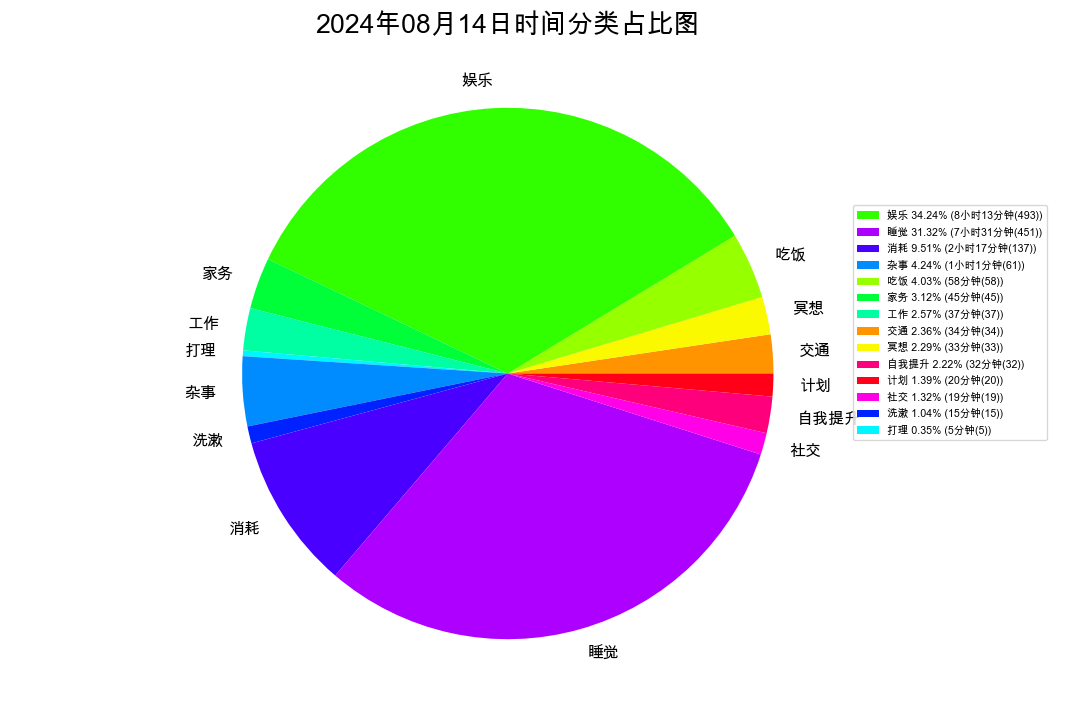 2024年08月14日时间分类占比图
娱乐
吃饭
家务
冥想
工作
打理
交通
计划
杂事
自我提升
洗漱
社交
消耗
睡觉
娱乐 34.24% (8小时13分钟(493))
睡觉 31.32% (7小时31分钟(451))
消耗 9.51% (2小时17分钟(137))
杂事 4.24% (1小时1分钟(61))
吃饭 4.03% (58分钟(58))
家务 3.12% (45分钟(45))
工作 2.57% (37分钟(37))
交通 2.36% (34分钟(34))
冥想 2.29% (33分钟(33))
自我提升 2.22% (32分钟(32))
计划 1.39% (20分钟(20))
社交 1.32% (19分钟(19))
洗漱 1.04% (15分钟(15))
打理 0.35% (5分钟(5))